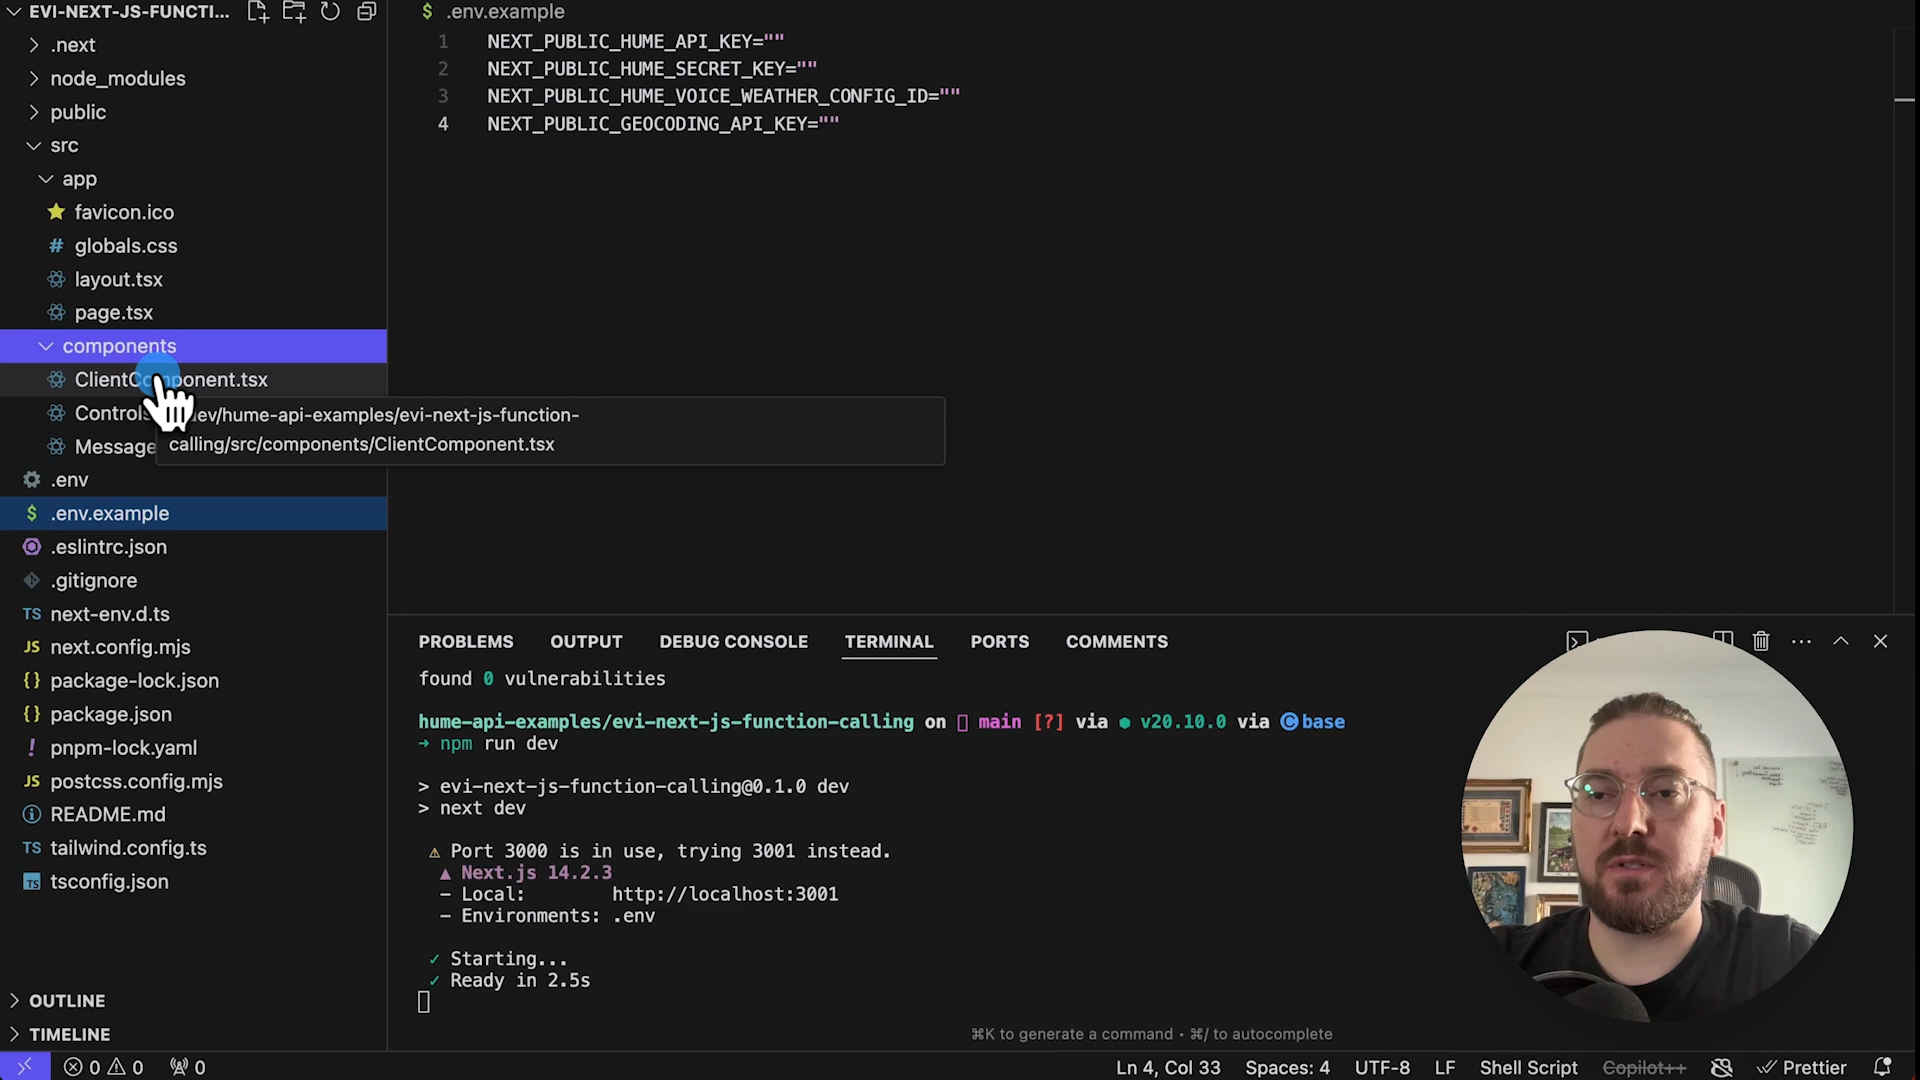 EVI-NEXT-JS-FUNCTI...
.next
node_modules
public
src
app
favicon.ico
globals.css
layout.tsx
page.tsx
components
ClientComponent.tsx
Controls
Message
.env
.env.example
.eslintrc.json
.gitignore
TS next-env.d.ts
JS next.config.mjs
{} package-lock.json
{} package.json
! pnpm-lock.yaml
JS postcss.config.mjs
README.md
TS tailwind.config.ts
TS tsconfig.json
OUTLINE
TIMELINE
$ .env.example
1 NEXT_PUBLIC_HUME_API_KEY=""
2 NEXT_PUBLIC_HUME_SECRET_KEY=""
3 NEXT_PUBLIC_HUME_VOICE_WEATHER_CONFIG_ID=""
4 NEXT_PUBLIC_GEOCODING_API_KEY=""
dev/hume-api-examples/evi-next-js-function-
calling/src/components/ClientComponent.tsx
PROBLEMS OUTPUT DEBUG CONSOLE TERMINAL PORTS COMMENTS
found 0 vulnerabilities
hume-api-examples/evi-next-js-function-calling on main [?] via v20.10.0 via C base
→ npm run dev
> evi-next-js-function-calling@0.1.0 dev
> next dev
⚠ Port 3000 is in use, trying 3001 instead.
▲ Next.js 14.2.3
- Local: http://localhost:3001
- Environments: .env
✓ Starting...
✓ Ready in 2.5s
⌘K to generate a command · ⌘/ to autocomplete
0 0 0 Ln 4, Col 33 Spaces: 4 UTF-8 LF Shell Script Copilot++ Prettier